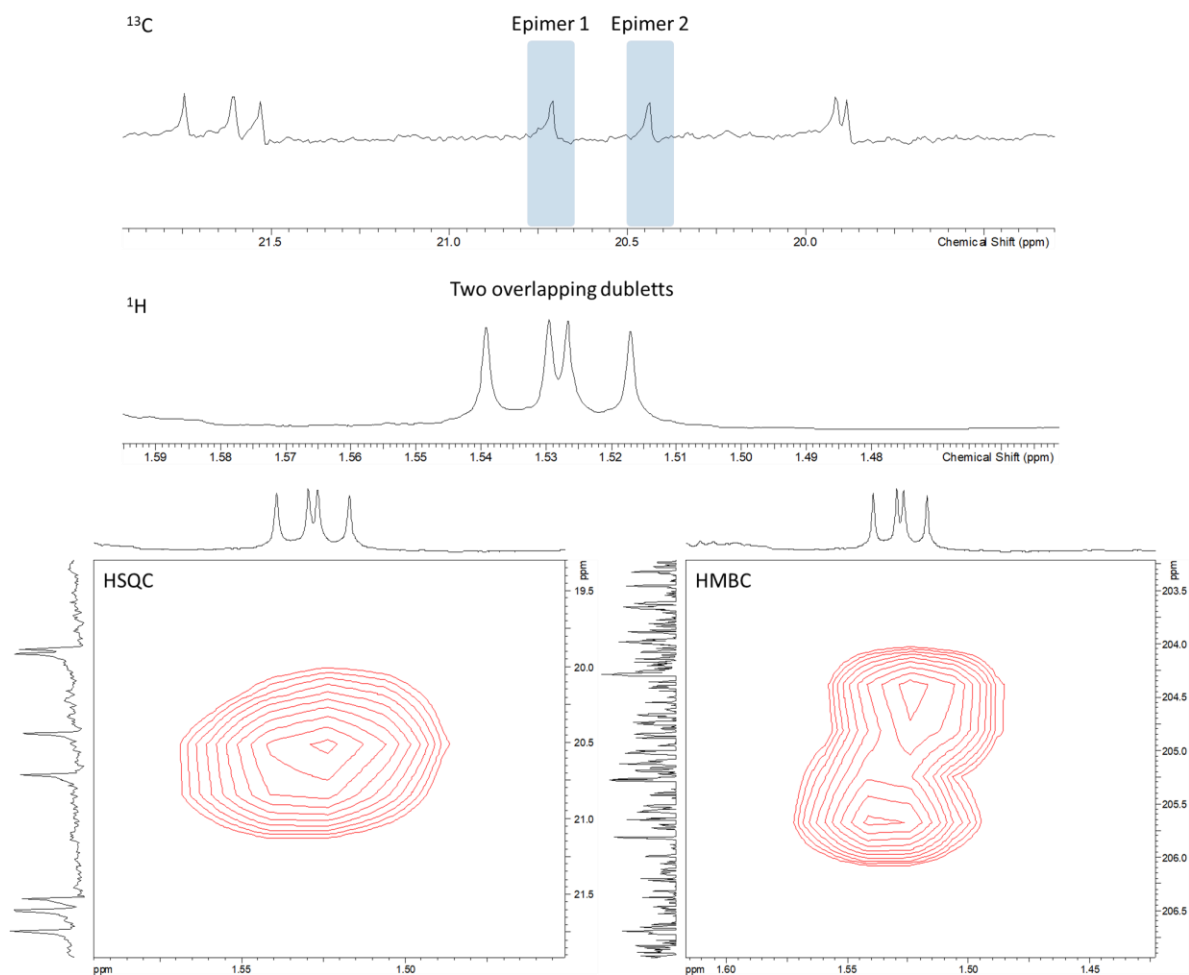 ¹³C
Epimer 1 Epimer 2
21.5 21.0 20.5 20.0 Chemical Shift (ppm)
¹H
Two overlapping dubletts
1.59 1.58 1.57 1.56 1.55 1.54 1.53 1.52 1.51 1.50 1.49 1.48 Chemical Shift (ppm)
HSQC
ppm
19.5
20.0
20.5
21.0
21.5
ppm 1.55 1.50
HMBC
ppm
203.5
204.0
204.5
205.0
205.5
206.0
206.5
ppm 1.60 1.55 1.50 1.45